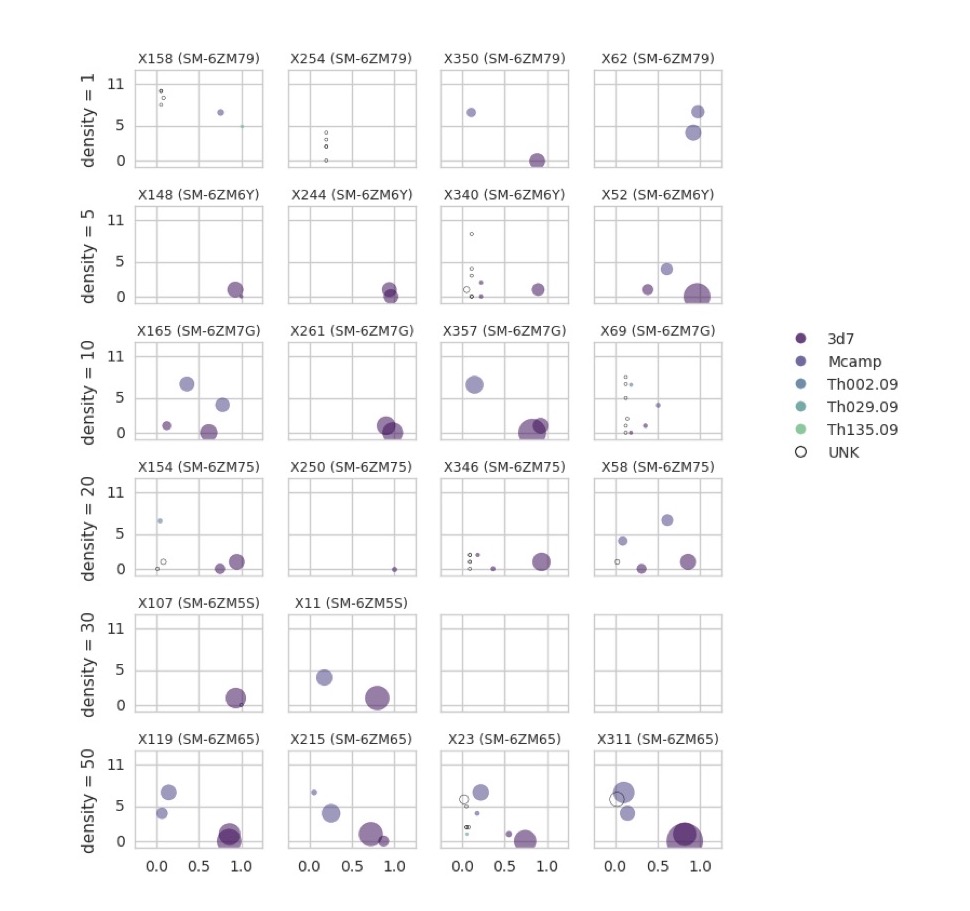 X158 (SM-6ZM79) X254 (SM-6ZM79) X350 (SM-6ZM79) X62 (SM-6ZM79)
density = 1
11
5
0
X148 (SM-6ZM6Y) X244 (SM-6ZM6Y) X340 (SM-6ZM6Y) X52 (SM-6ZM6Y)
density = 5
11
5
0
X165 (SM-6ZM7G) X261 (SM-6ZM7G) X357 (SM-6ZM7G) X69 (SM-6ZM7G)
density = 10
11
5
0
X154 (SM-6ZM75) X250 (SM-6ZM75) X346 (SM-6ZM75) X58 (SM-6ZM75)
density = 20
11
5
0
X107 (SM-6ZM5S) X11 (SM-6ZM5S)
density = 30
11
5
0
X119 (SM-6ZM65) X215 (SM-6ZM65) X23 (SM-6ZM65) X311 (SM-6ZM65)
density = 50
11
5
0
0.0 0.5 1.0 0.0 0.5 1.0 0.0 0.5 1.0 0.0 0.5 1.0
3d7
Mcamp
Th002.09
Th029.09
Th135.09
UNK